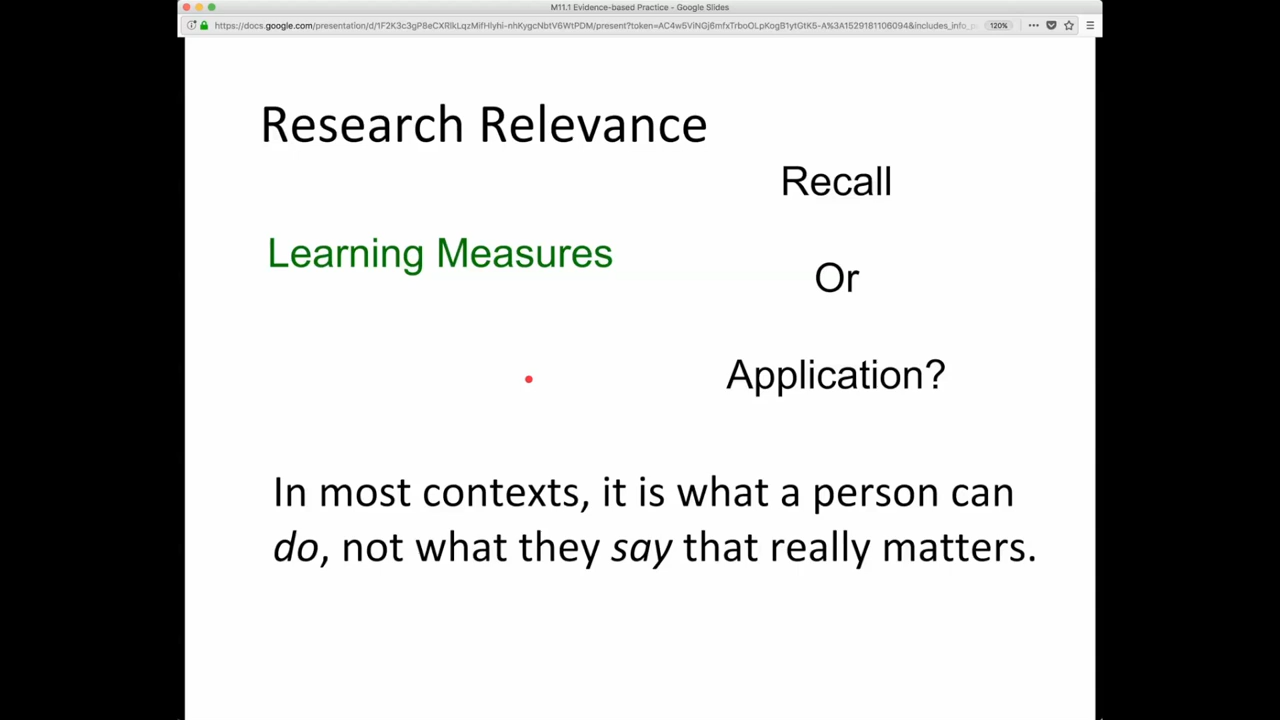 M11.1 Evidence-based Practice - Google Slides
120%
Research Relevance
Recall
Learning Measures
Or
Application?
In most contexts, it is what a person can
do, not what they say that really matters.